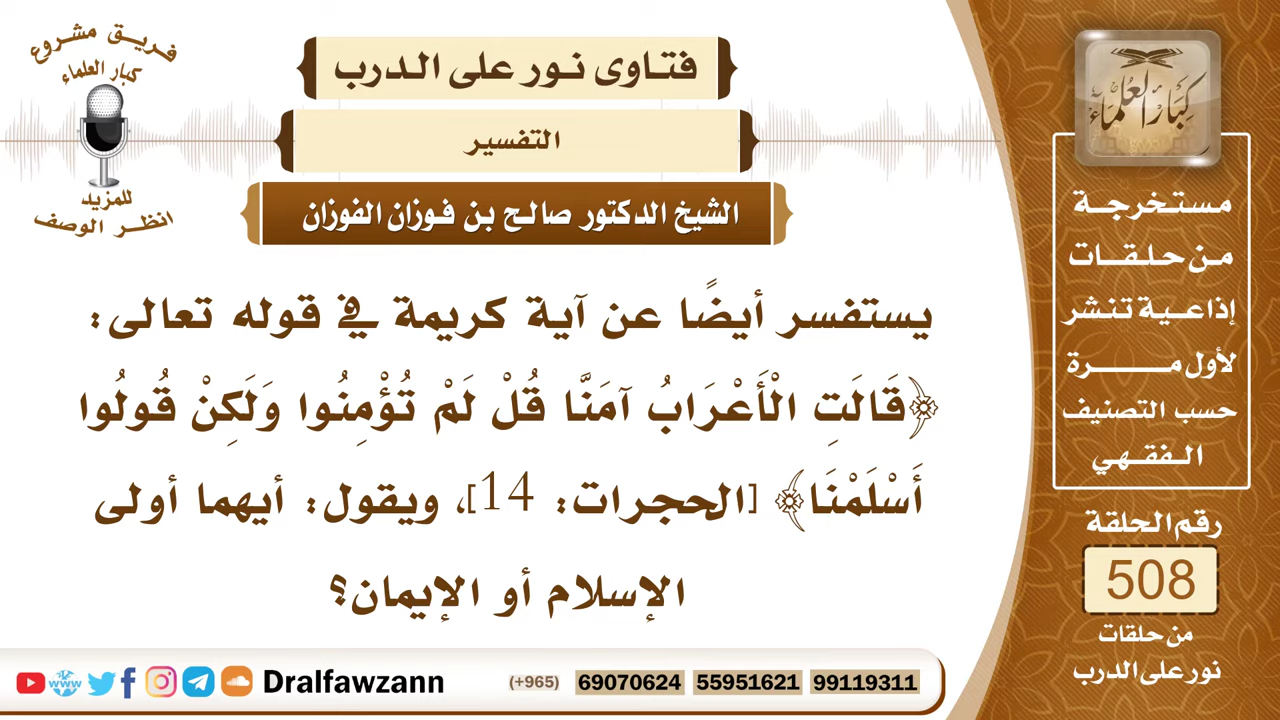 فريق مشروع
كبار العلماء
للمزيد
انظر الوصف
فتاوى نور على الدرب
التفسير
الشيخ الدكتور صالح بن فوزان الفوزان
يستفسر أيضًا عن آية كريمة في قوله تعالى:
﴿قَالَتِ الْأَعْرَابُ آمَنَّا قُلْ لَمْ تُؤْمِنُوا وَلَكِنْ قُولُوا
أَسْلَمْنَا﴾ [الحجرات: 14]، ويقول: أيهما أولى
الإسلام أو الإيمان؟
كبار العلماء
مستخرجة
من حلقات
إذاعية تنشر
لأول مرة
حسب التصنيف
الفقهي
رقم الحلقة
508
من حلقات
نور على الدرب
www Dralfawzann (+965) 69070624 55951621 99119311